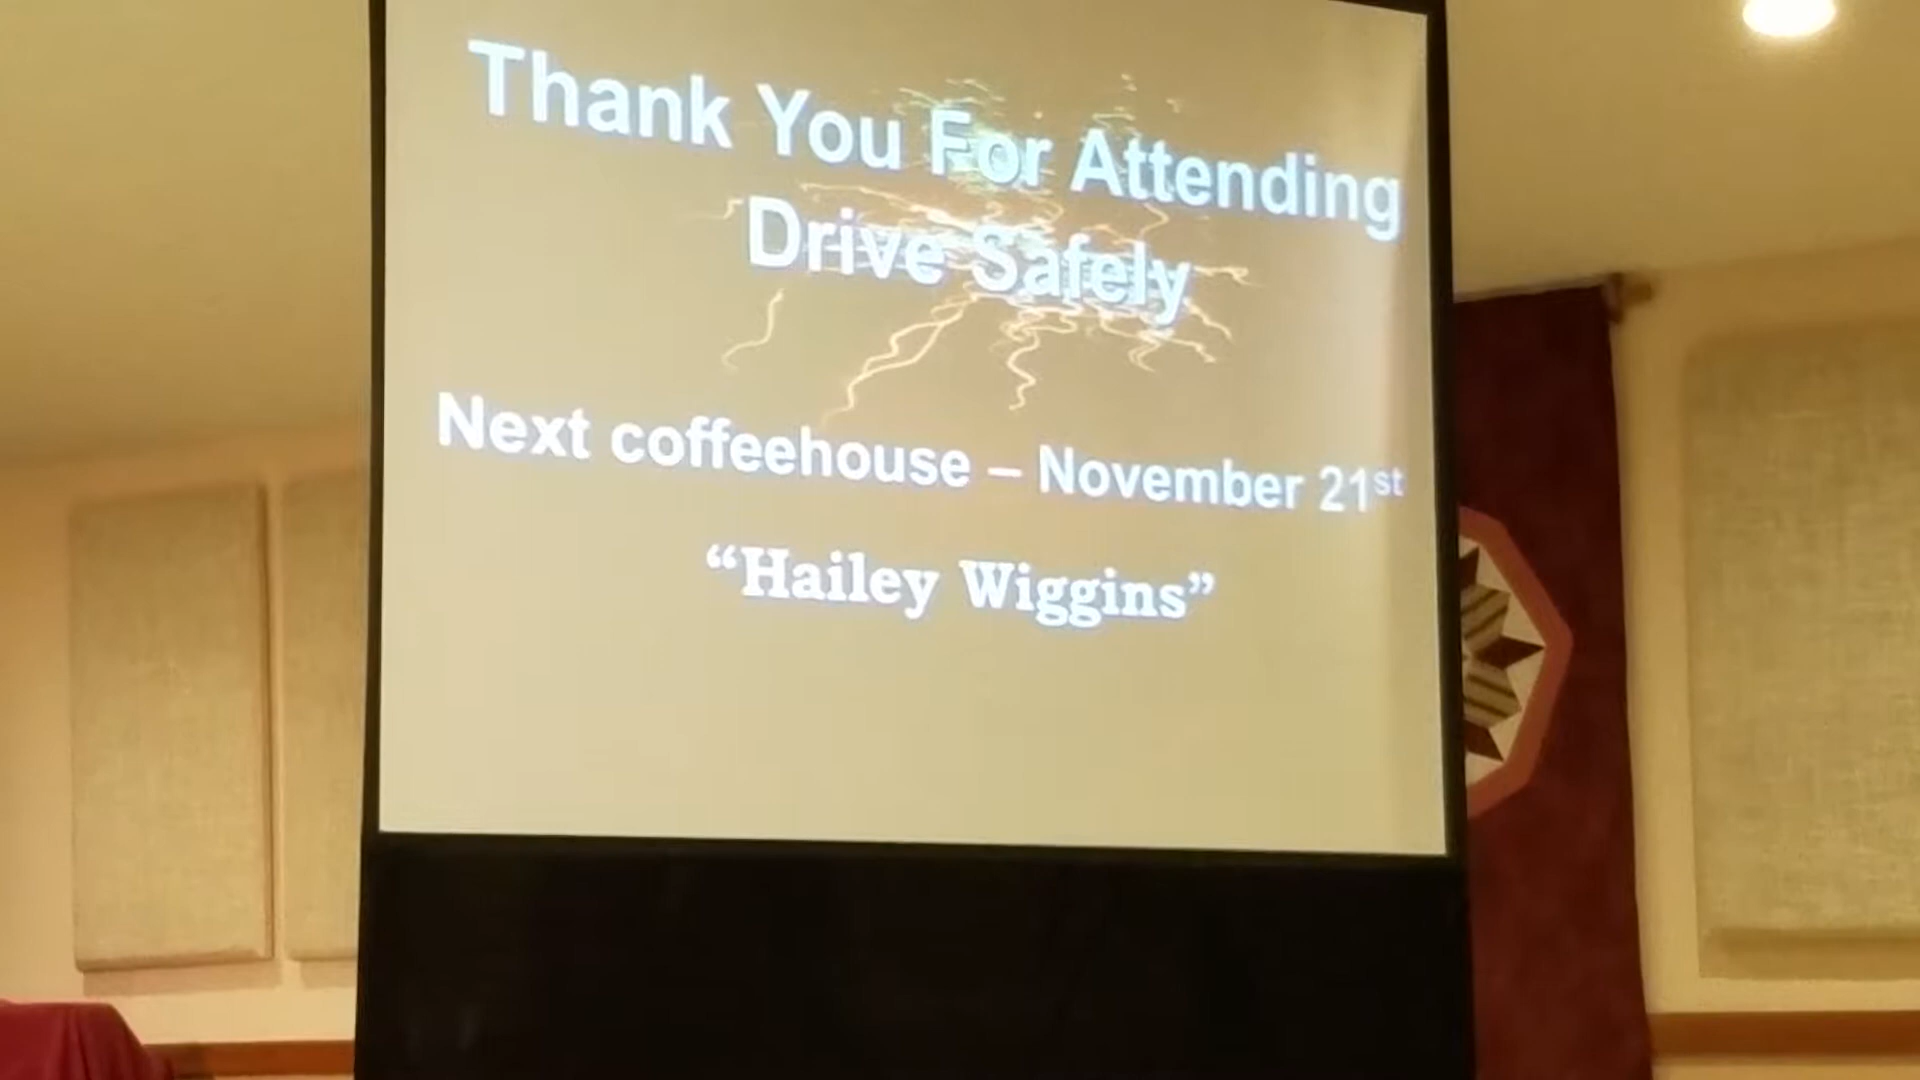 Thank You For Attending
Drive Safely
Next coffeehouse – November 21st
“Hailey Wiggins”